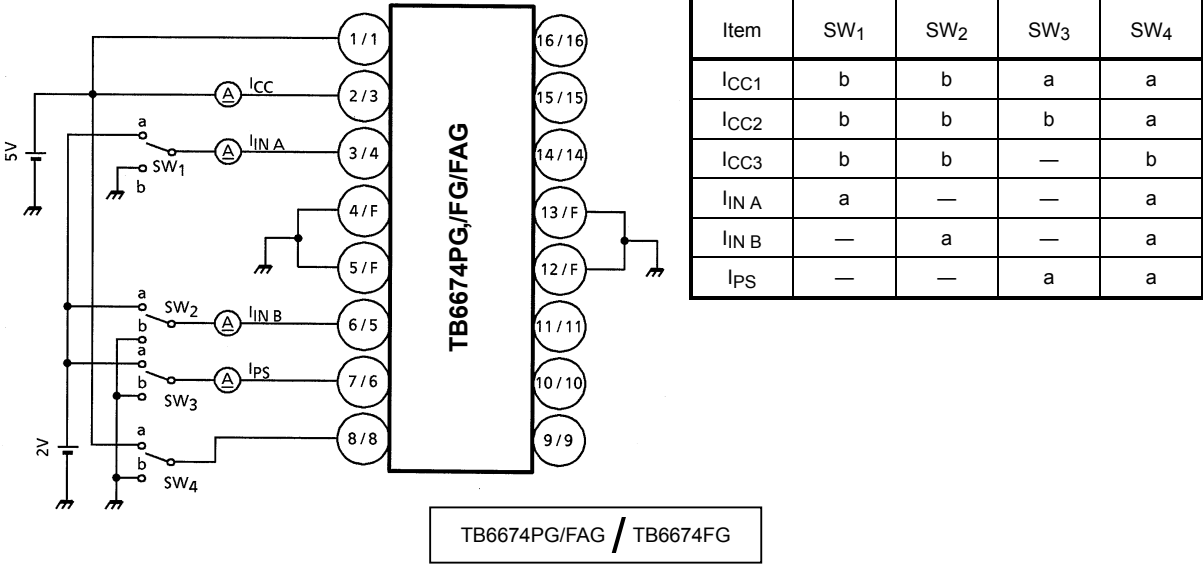 1 / 1
16 / 16
2 / 3
15 / 15
ICC
a
IIN A
3 / 4
14 / 14
SW1
b
5V
4 / F
13 / F
5 / F
12 / F
a
SW2
IIN B
6 / 5
11 / 11
b
a
IPS
7 / 6
10 / 10
b
SW3
a
8 / 8
9 / 9
2V
b
SW4
A
A
A
A
TB6674PG,/FG/FAG
TB6674PG/FAG / TB6674FG
Item SW1 SW2 SW3 SW4
ICC1 b b a a
ICC2 b b b a
ICC3 b b — b
IIN A a — — a
IIN B — a — a
IPS — — a a